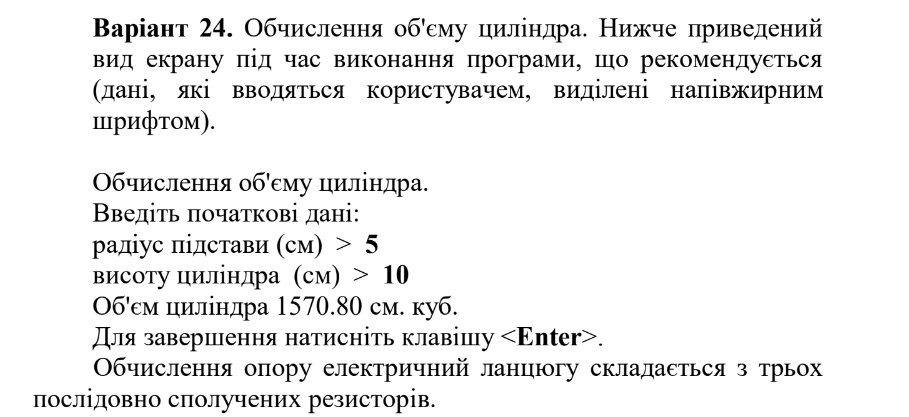 Варіант 24. Обчислення об'єму циліндра. Нижче приведений
вид екрану під час виконання програми, що рекомендується
(дані, які вводяться користувачем, виділені напівжирним
шрифтом).
Обчислення об'єму циліндра.
Введіть початкові дані:
радіус підстави (см) > 5
висоту циліндра (см) > 10
Об'єм циліндра 1570.80 см. куб.
Для завершення натисніть клавішу <Enter>.
Обчислення опору електричний ланцюгу складається з трьох
послідовно сполучених резисторів.